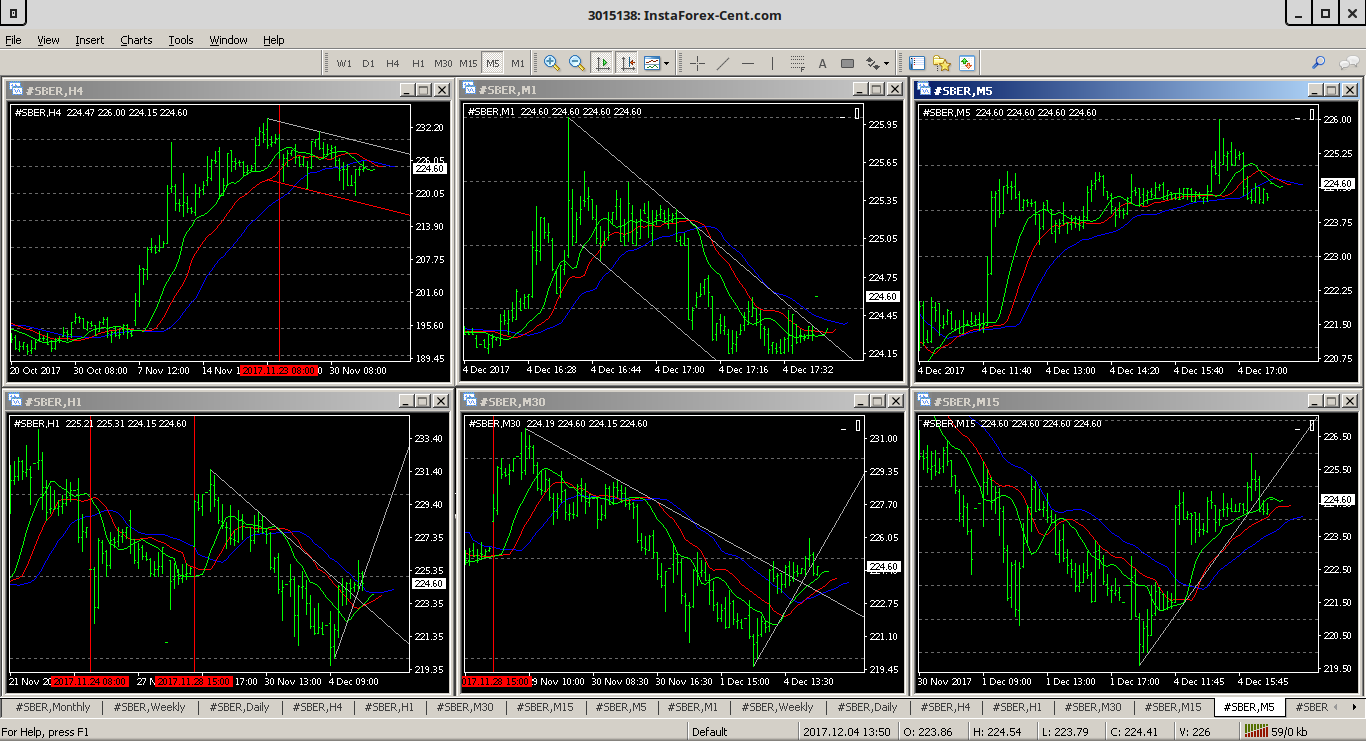 3015138: InstaForex-Cent.com
File View Insert Charts Tools Window Help
W1 D1 H4 H1 M30 M15 M5 M1 A F
#SBER,H4
#SBER,H4 224.47 226.00 224.15 224.60
232.20
226.05
224.60
220.05
213.90
207.75
201.60
195.60
189.45
20 Oct 2017 30 Oct 08:00 7 Nov 12:00 14 Nov 1 2017.11.23 08:00 0 30 Nov 08:00
#SBER,M1
#SBER,M1 224.60 224.60 224.60 224.60
225.95
225.65
225.35
225.05
224.75
224.60
224.45
224.15
4 Dec 2017 4 Dec 16:28 4 Dec 16:44 4 Dec 17:00 4 Dec 17:16 4 Dec 17:32
#SBER,M5
#SBER,M5 224.60 224.60 224.60 224.60
226.00
225.25
224.60
223.75
223.00
222.25
221.50
220.75
4 Dec 2017 4 Dec 11:40 4 Dec 13:00 4 Dec 14:20 4 Dec 15:40 4 Dec 17:00
#SBER,H1
#SBER,H1 225.21 225.31 224.15 224.60
233.40
231.40
229.40
227.35
225.35
224.60
223.35
221.35
219.35
21 Nov 20 2017.11.24 08:00 27 N 2017.11.28 15:00 17:00 30 Nov 13:00 4 Dec 09:00
#SBER,M30
#SBER,M30 224.19 224.60 224.15 224.60
231.00
229.35
227.70
226.05
224.60
222.75
221.10
219.45
017.11.28 15:00 9 Nov 10:00 30 Nov 08:30 30 Nov 16:30 1 Dec 15:00 4 Dec 13:30
#SBER,M15
#SBER,M15 224.60 224.60 224.60 224.60
226.50
225.50
224.60
223.50
222.50
221.50
220.50
219.50
30 Nov 2017 1 Dec 09:00 1 Dec 13:00 1 Dec 17:00 4 Dec 11:45 4 Dec 15:45
#SBER,Monthly #SBER,Weekly #SBER,Daily #SBER,H4 #SBER,H1 #SBER,M30 #SBER,M15 #SBER,M5 #SBER,M1 #SBER,Weekly #SBER,Daily #SBER,H4 #SBER,H1 #SBER,M30 #SBER,M15 #SBER,M5 #SBER
For Help, press F1 Default 2017.12.04 13:50 O: 223.86 H: 224.54 L: 223.79 C: 224.41 V: 226 59/0 kb